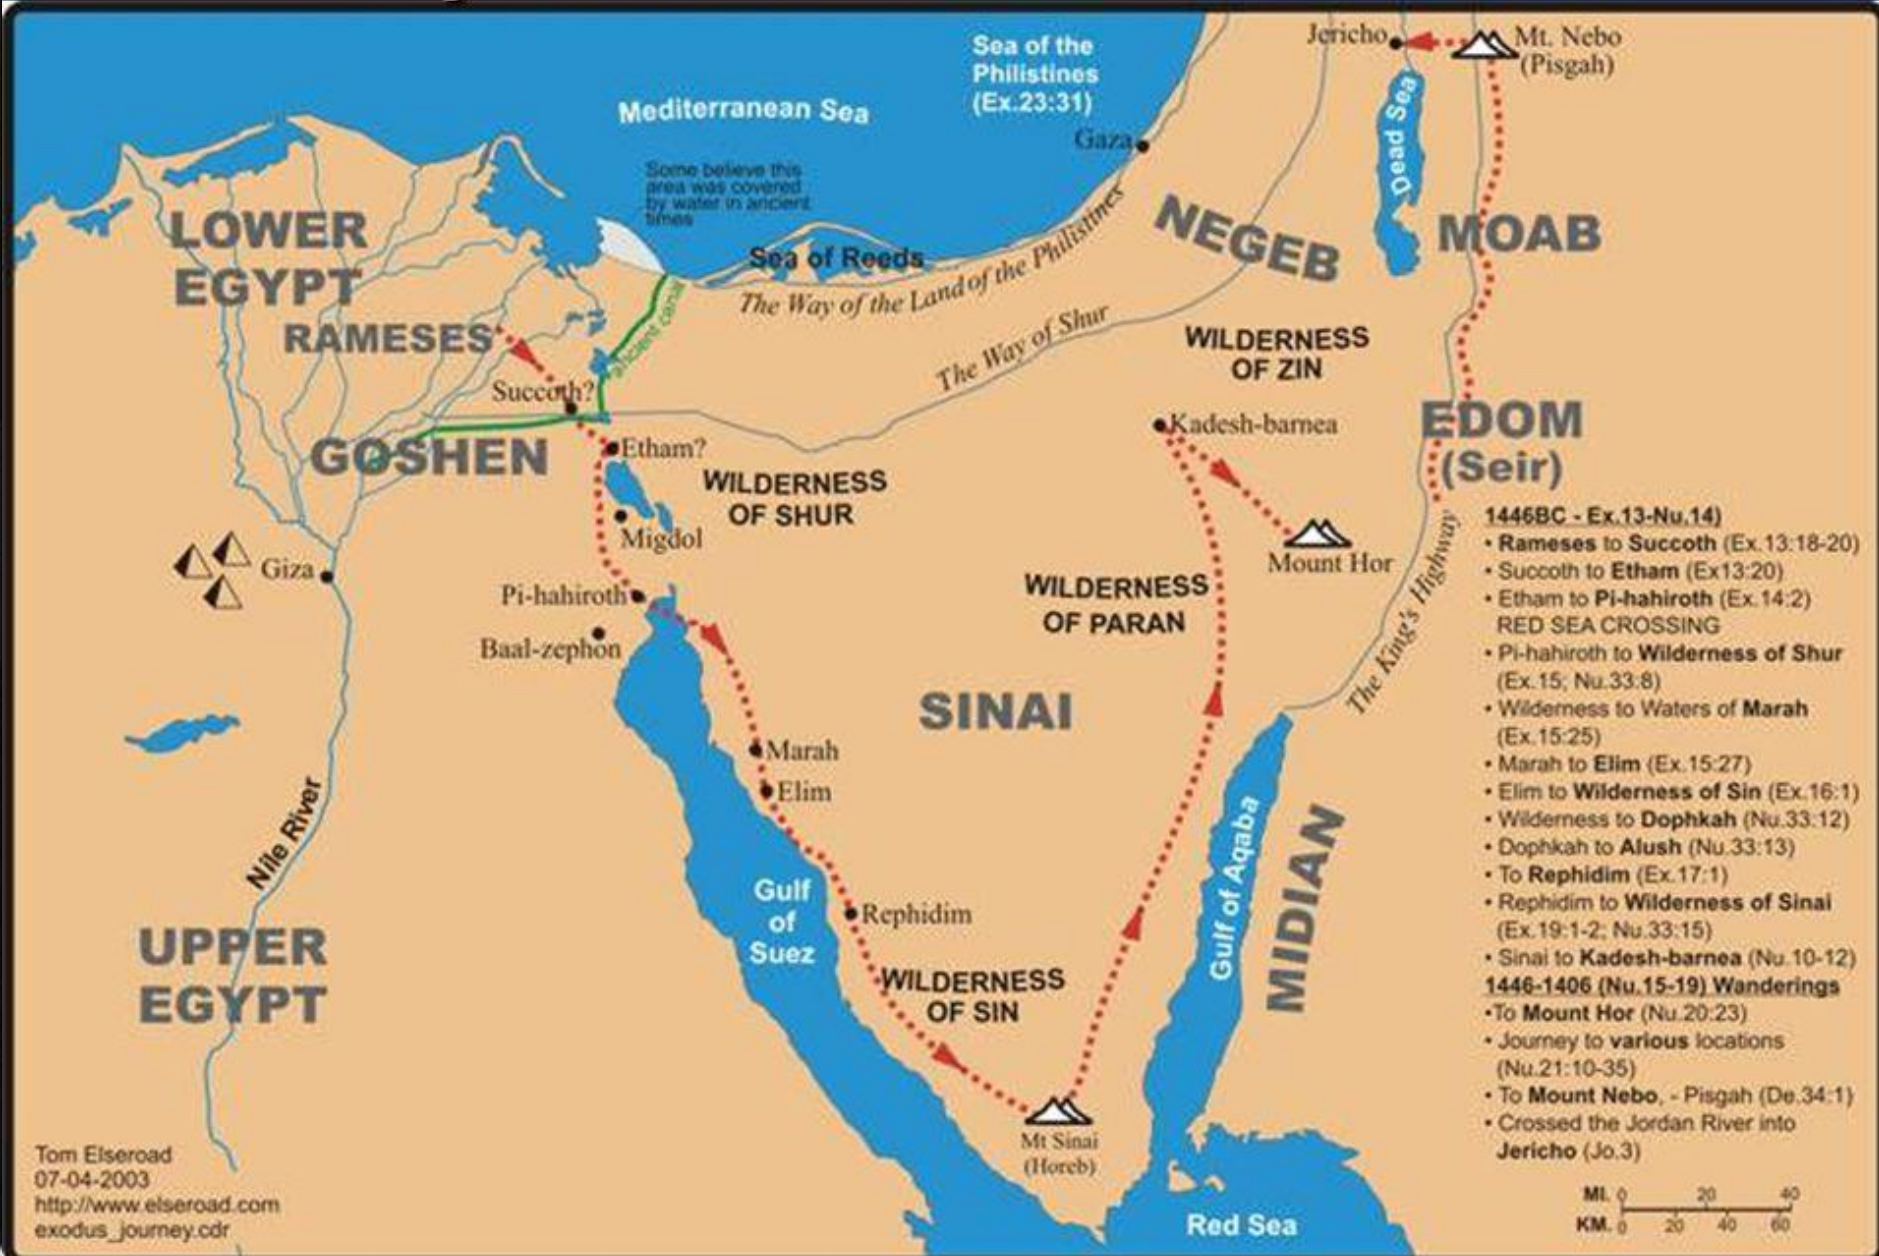 Jericho
Mt. Nebo
(Pisgah)
Sea of the
Philistines
(Ex.23:31)
Mediterranean Sea
Dead Sea
Gaza
Some believe this
area was covered
by water in ancient
times
LOWER
EGYPT
NEGEB
MOAB
Sea of Reeds
The Way of the Land of the Philistines
ancient canal
RAMESES
The Way of Shur
WILDERNESS
OF ZIN
Succoth?
Kadesh-barnea
EDOM
(Seir)
GOSHEN
Etham?
WILDERNESS
OF SHUR
Migdol
Mount Hor
Giza
Pi-hahiroth
WILDERNESS
OF PARAN
The King's Highway
Baal-zephon
SINAI
Marah
Elim
Nile River
Gulf
of
Suez
Gulf of Aqaba
MIDIAN
Rephidim
UPPER
EGYPT
WILDERNESS
OF SIN
Mt Sinai
(Horeb)
Red Sea
1446BC - Ex.13-Nu.14)
• Rameses to Succoth (Ex.13:18-20)
• Succoth to Etham (Ex13:20)
• Etham to Pi-hahiroth (Ex.14:2)
RED SEA CROSSING
• Pi-hahiroth to Wilderness of Shur
(Ex.15; Nu.33:8)
• Wilderness to Waters of Marah
(Ex.15:25)
• Marah to Elim (Ex.15:27)
• Elim to Wilderness of Sin (Ex.16:1)
• Wilderness to Dophkah (Nu.33:12)
• Dophkah to Alush (Nu.33:13)
• To Rephidim (Ex.17:1)
• Rephidim to Wilderness of Sinai
(Ex.19:1-2; Nu.33:15)
• Sinai to Kadesh-barnea (Nu.10-12)
1446-1406 (Nu.15-19) Wanderings
•To Mount Hor (Nu.20:23)
• Journey to various locations
(Nu.21:10-35)
• To Mount Nebo, - Pisgah (De.34:1)
• Crossed the Jordan River into
Jericho (Jo.3)
MI. 0 20 40
KM. 0 20 40 60
Tom Elseroad
07-04-2003
http://www.elseroad.com
exodus_journey.cdr